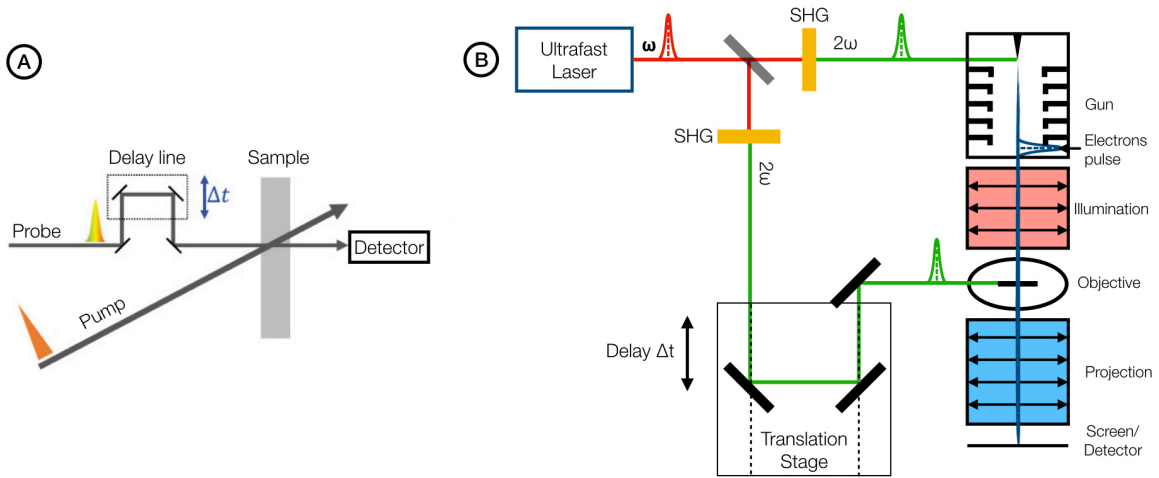 A
Delay line
Δt
Sample
Probe
Detector
Pump
B
Ultrafast
Laser
ω
SHG
2ω
SHG
2ω
Gun
Electrons
pulse
Illumination
Objective
Delay Δt
Projection
Translation
Stage
Screen/
Detector